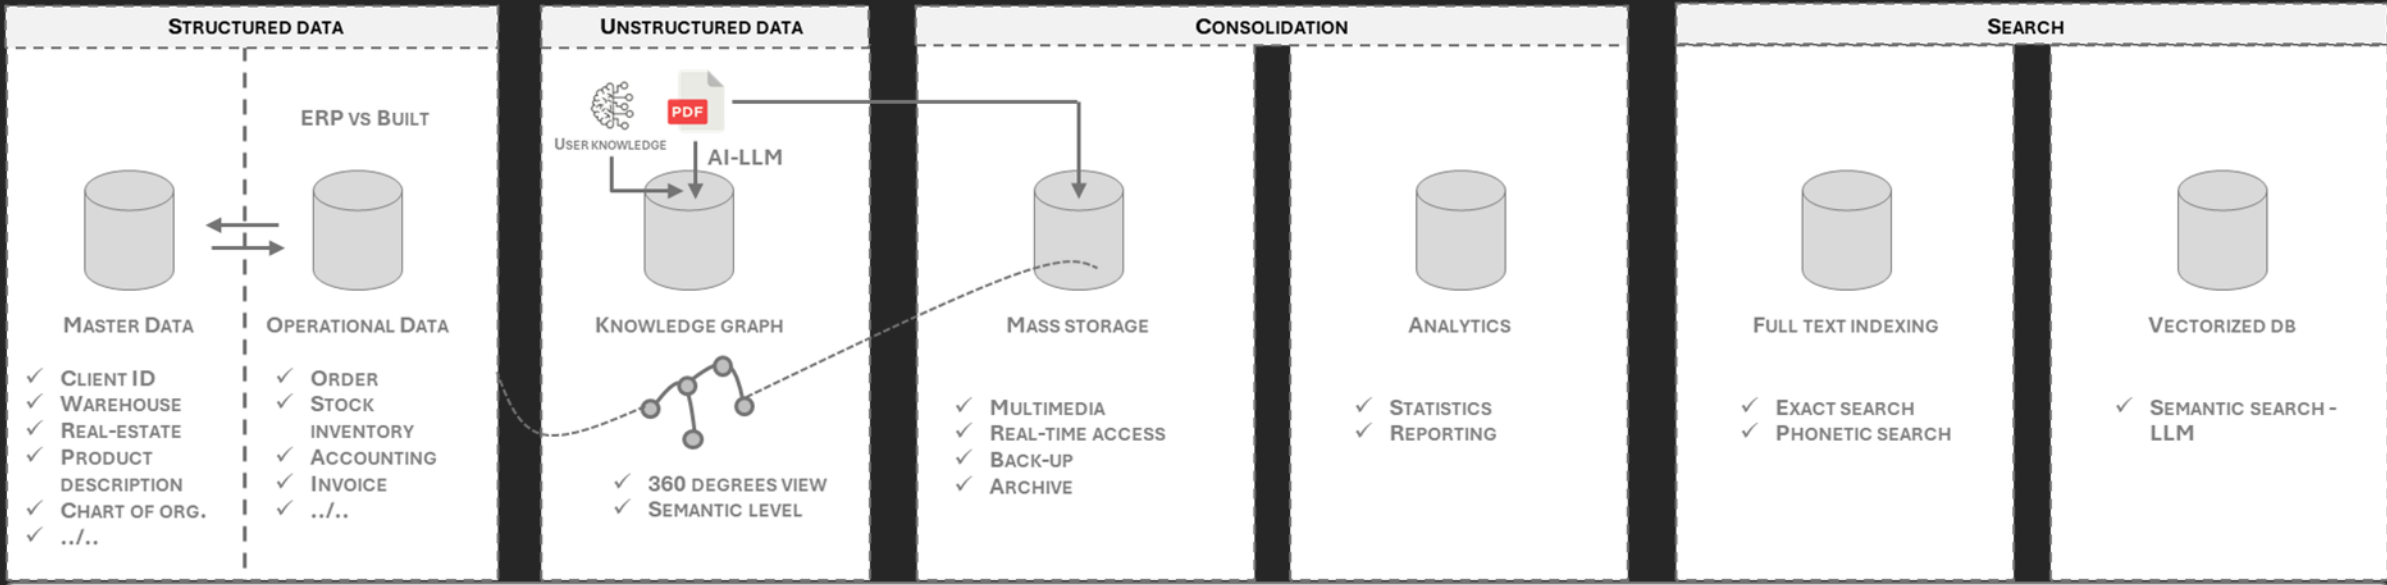 STRUCTURED DATA
ERP VS BUILT
MASTER DATA
✓ CLIENT ID
✓ WAREHOUSE
✓ REAL-ESTATE
✓ PRODUCT
DESCRIPTION
✓ CHART OF ORG.
✓ ../..
OPERATIONAL DATA
✓ ORDER
✓ STOCK
INVENTORY
✓ ACCOUNTING
✓ INVOICE
✓ ../..
UNSTRUCTURED DATA
PDF
USER KNOWLEDGE
AI-LLM
KNOWLEDGE GRAPH
✓ 360 DEGREES VIEW
✓ SEMANTIC LEVEL
CONSOLIDATION
MASS STORAGE
✓ MULTIMEDIA
✓ REAL-TIME ACCESS
✓ BACK-UP
✓ ARCHIVE
ANALYTICS
✓ STATISTICS
✓ REPORTING
SEARCH
FULL TEXT INDEXING
✓ EXACT SEARCH
✓ PHONETIC SEARCH
VECTORIZED DB
✓ SEMANTIC SEARCH -
LLM